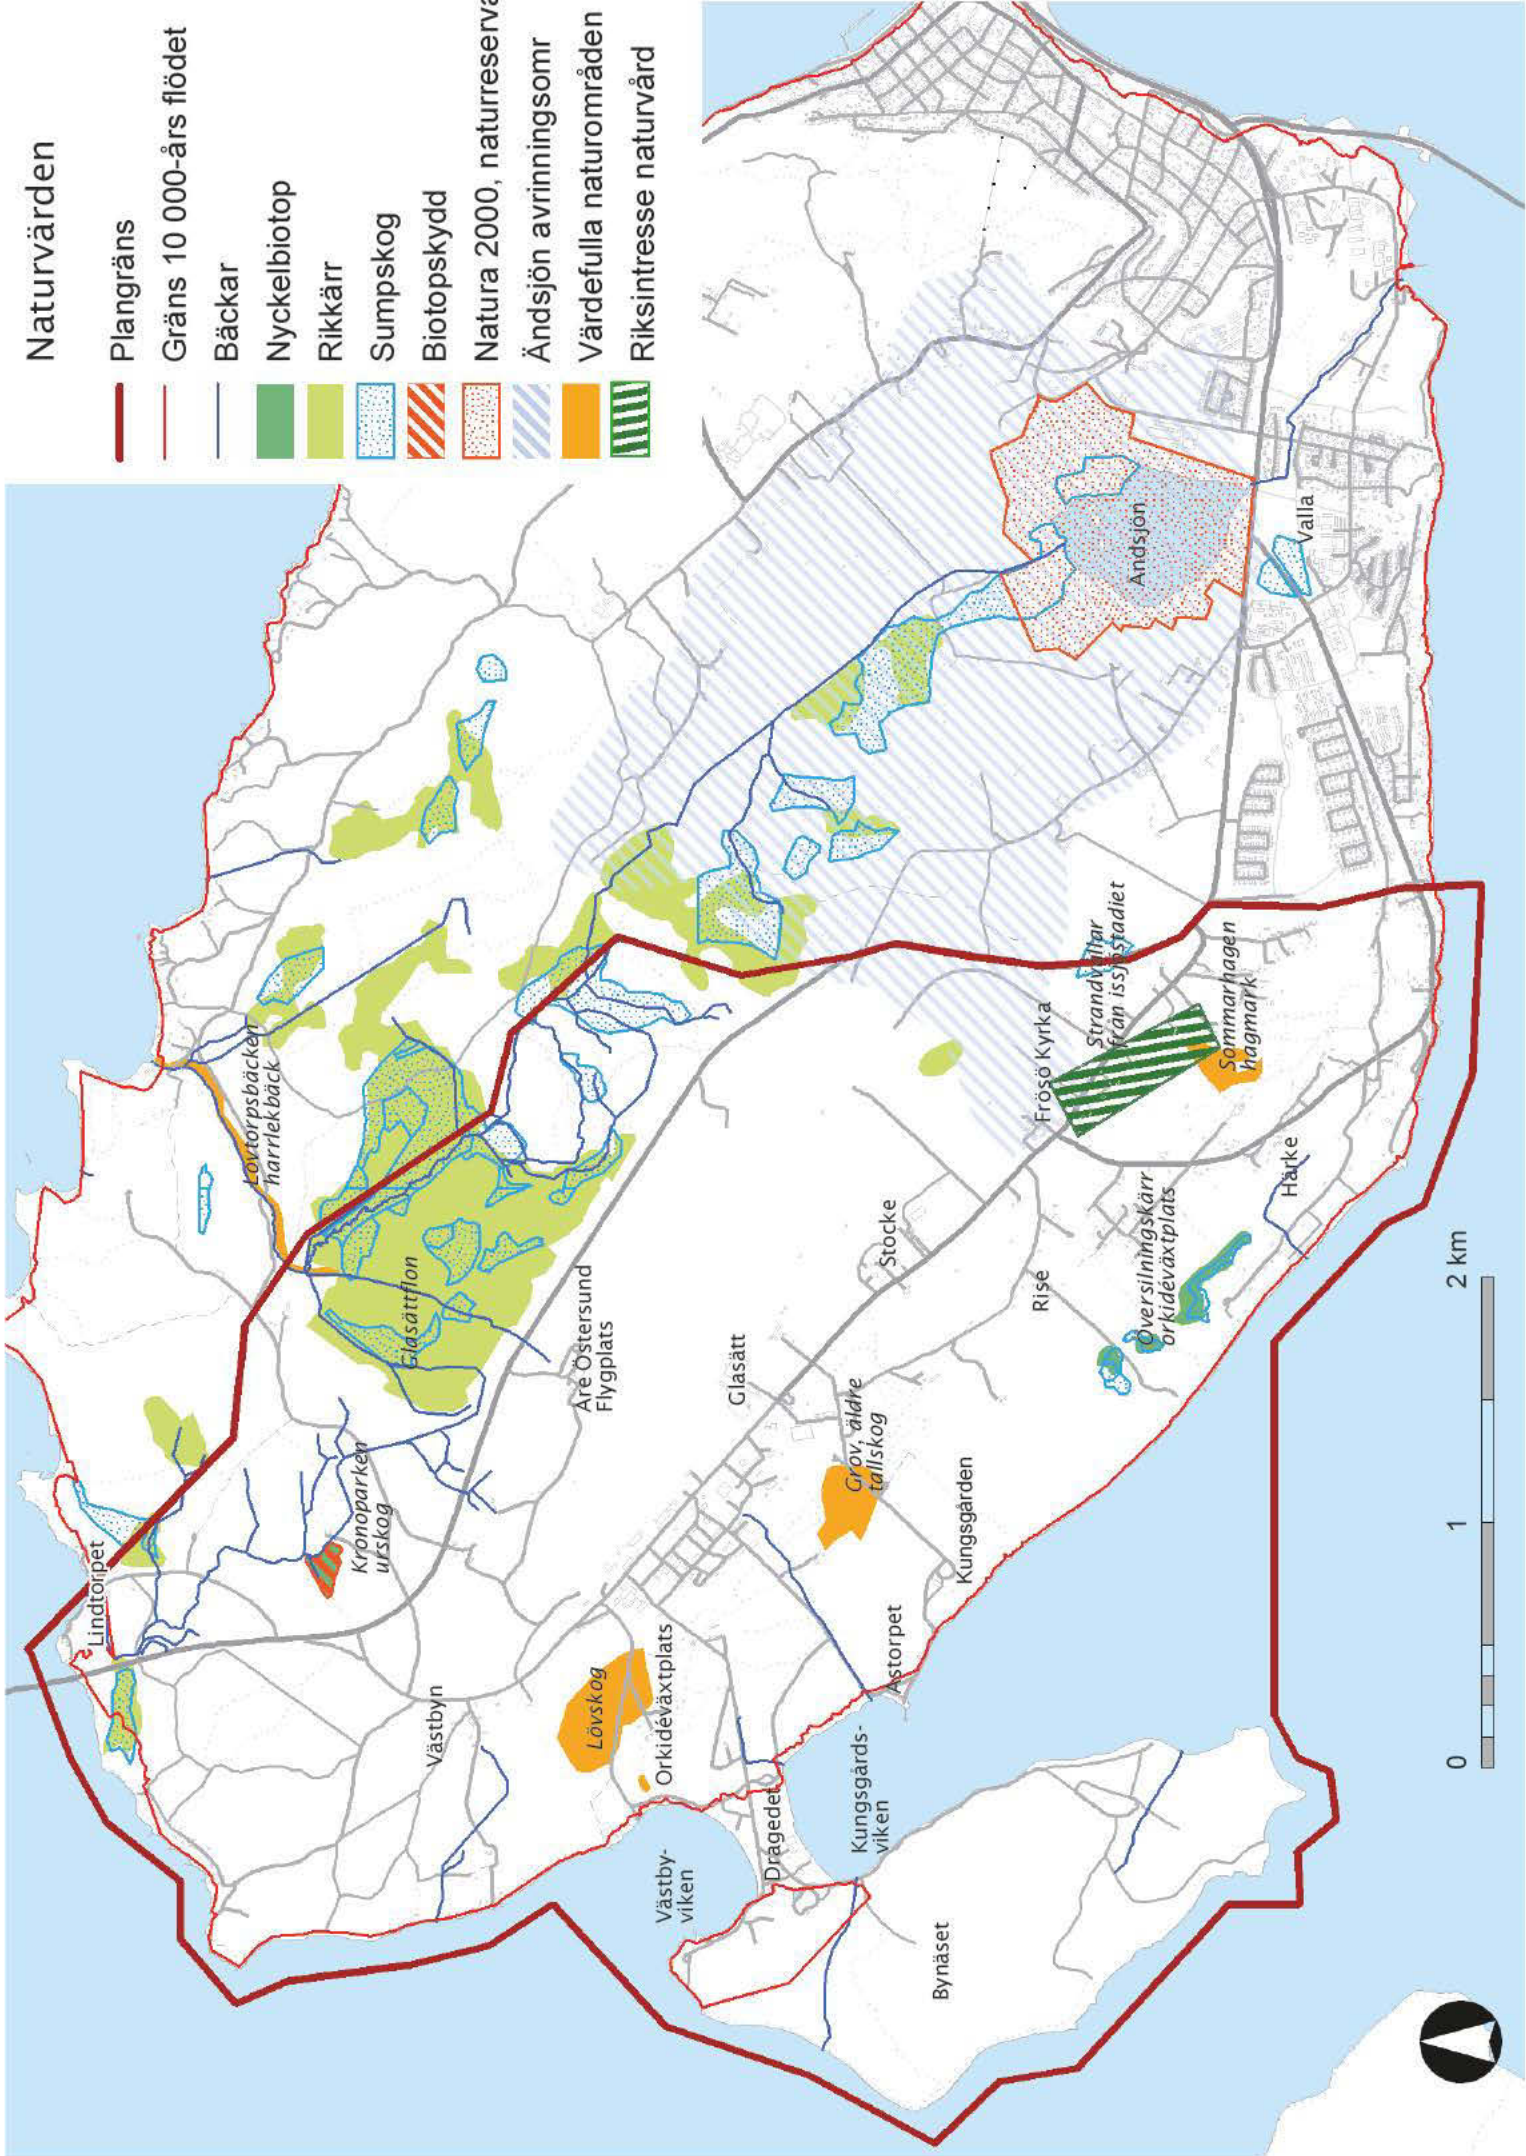 Naturvärden
Plangräns
Gräns 10 000-års flödet
Bäckar
Nyckelbiotop
Rikkärr
Sumpskog
Biotopskydd
Natura 2000, naturreserva
Ändsjön avrinningsomr
Värdefulla naturområden
Riksintresse naturvård
Lindtorpet
Kronoparken
urskog
Lövtorpsbäcken
harrlekbäck
Glasättflon
Åre Östersund
Flygplats
Västbyn
Lövskog
Orkidéväxtplats
Västby-
viken
Draget
Kungsgårds-
viken
Bynäset
Åstorpet
Kungsgården
Grov, äldre
tallskog
Glasätt
Stocke
Rise
Översilningskärr
orkidéväxtplats
Härke
Frösö Kyrka
Strandvallar
från issjöstadiet
Sommarhagen
hagmark
Ändsjön
Valla
0 1 2 km